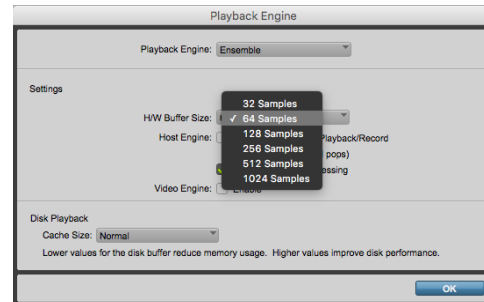 Playback Engine
Playback Engine: Ensemble
Settings
32 Samples
H/W Buffer Size: ✓ 64 Samples
128 Samples
Host Engine: Playback/Record
256 Samples
pops)
512 Samples
essing
1024 Samples
Video Engine: Enable
Disk Playback
Cache Size: Normal
Lower values for the disk buffer reduce memory usage. Higher values improve disk performance.
OK